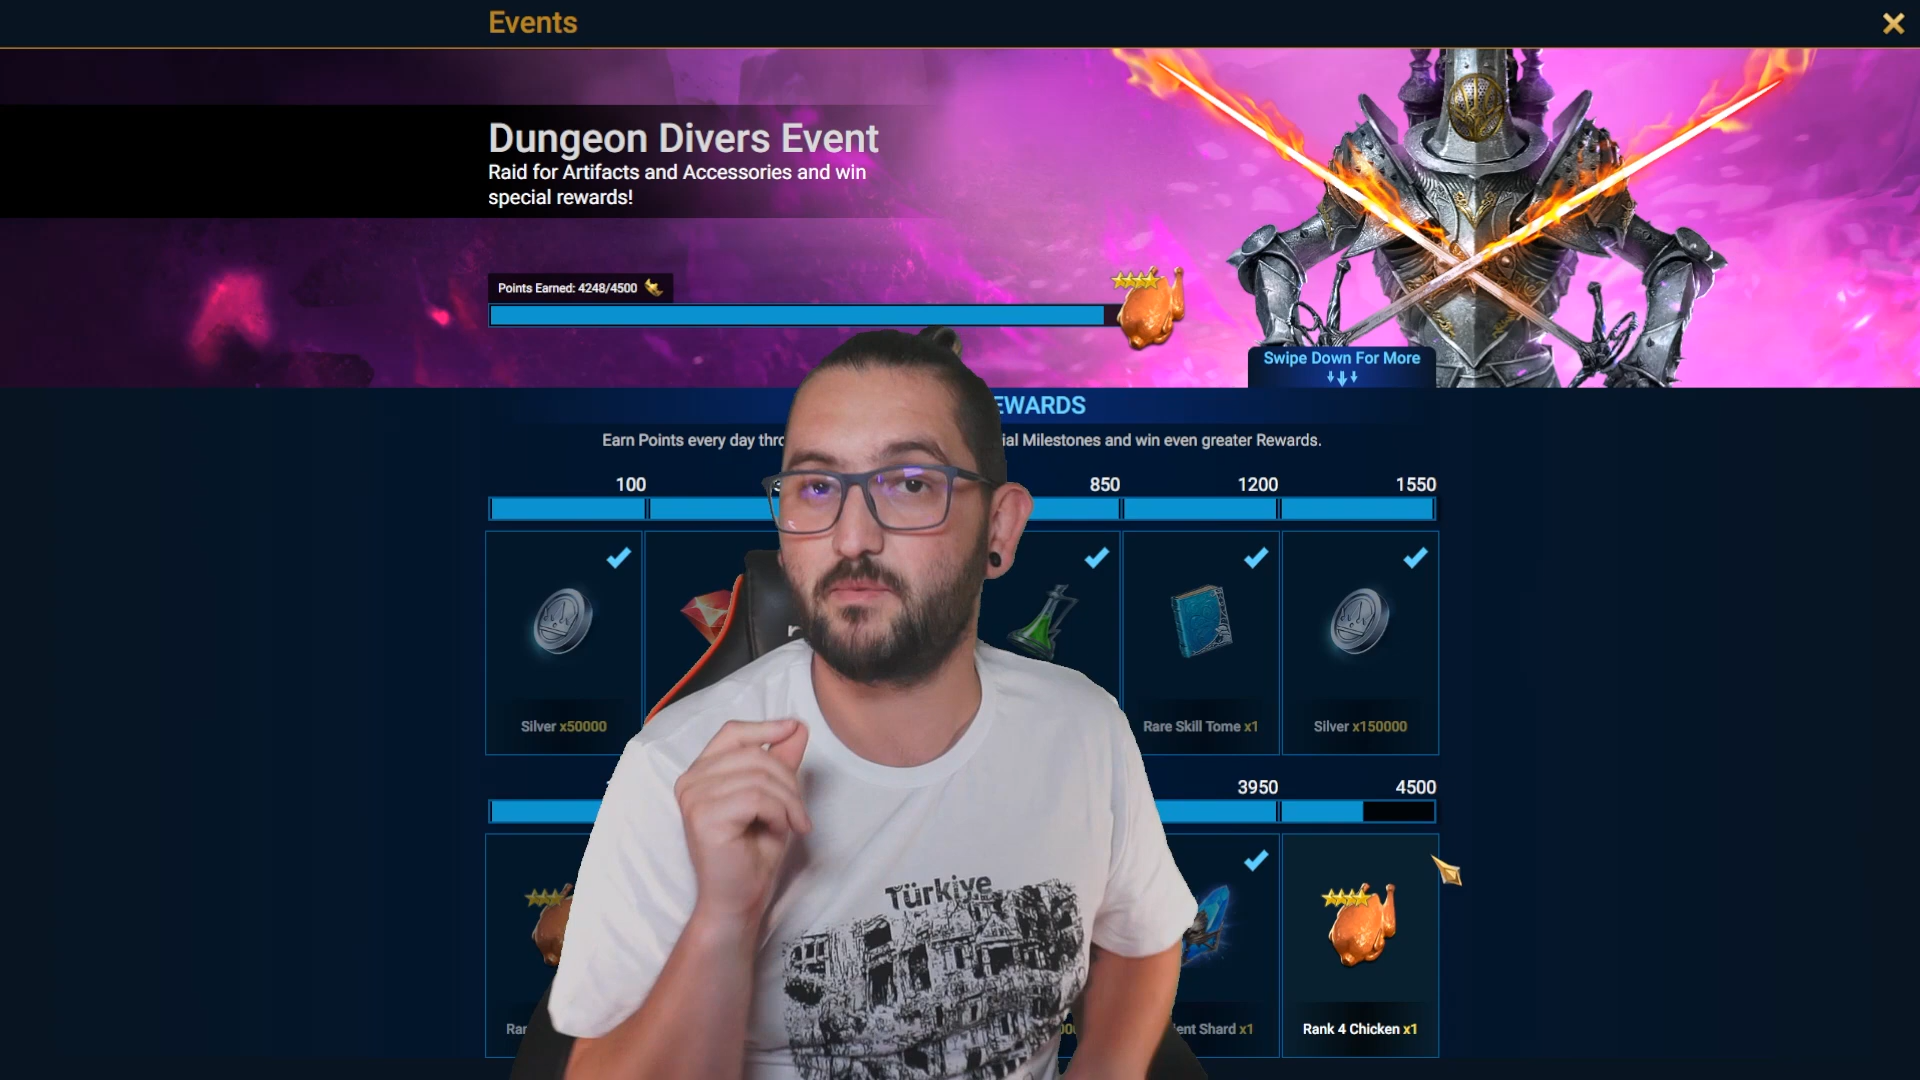 Events
Dungeon Divers Event
Raid for Artifacts and Accessories and win
special rewards!
Points Earned: 4248/4500
Swipe Down For More
EWARDS
Earn Points every day Milestones and win even greater Rewards.
100
850
1200
1550
Silver x50000
Rare Skill Tome x1
Silver x150000
3950
4500
Türkiye
Shard x1
Rank 4 Chicken x1